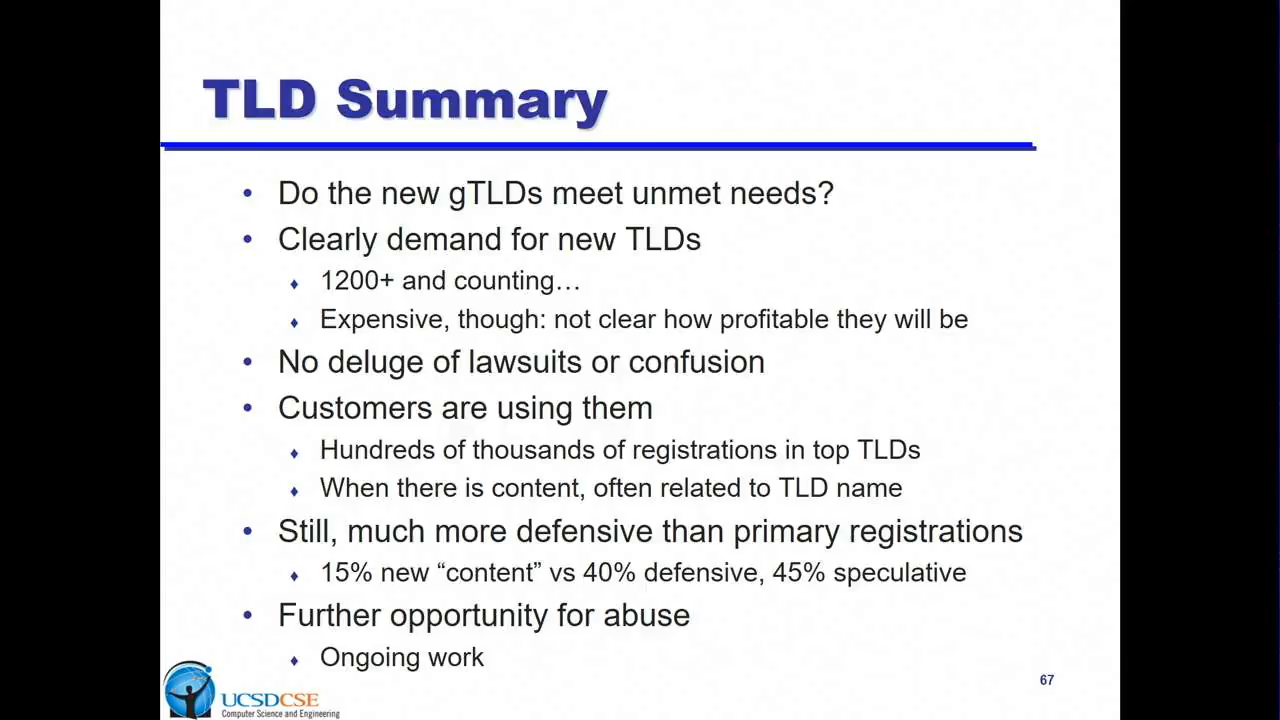 TLD Summary
• Do the new gTLDs meet unmet needs?
• Clearly demand for new TLDs
♦ 1200+ and counting…
♦ Expensive, though: not clear how profitable they will be
• No deluge of lawsuits or confusion
• Customers are using them
♦ Hundreds of thousands of registrations in top TLDs
♦ When there is content, often related to TLD name
• Still, much more defensive than primary registrations
♦ 15% new “content” vs 40% defensive, 45% speculative
• Further opportunity for abuse
♦ Ongoing work
67
UCSDCSE
Computer Science and Engineering